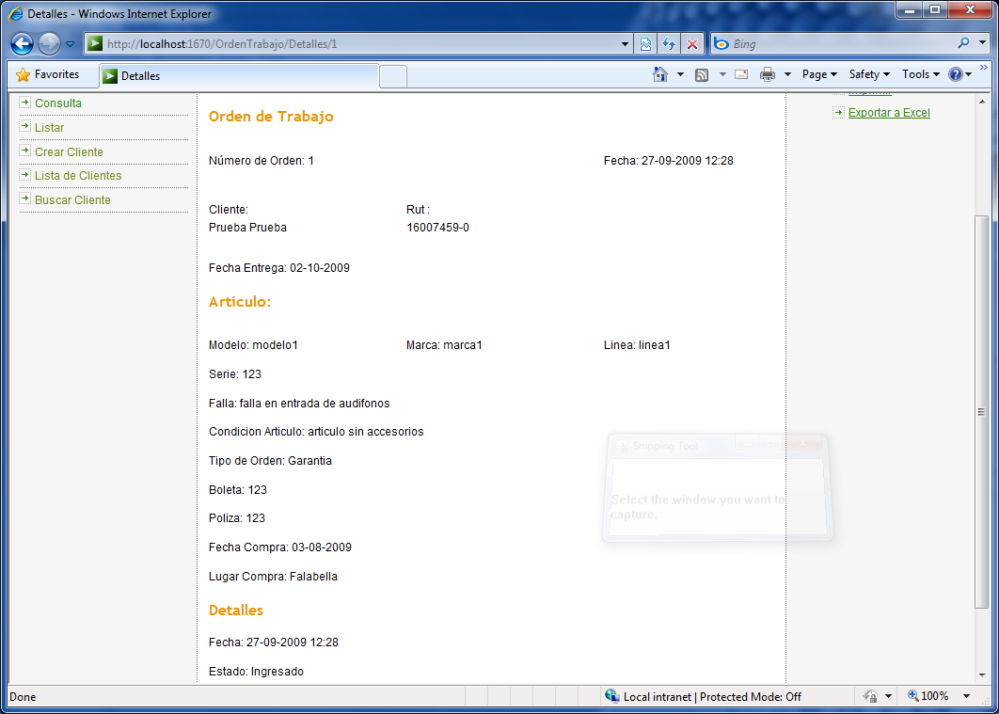 Detalles - Windows Internet Explorer
http://localhost:1670/OrdenTrabajo/Detalles/1
Bing
Favorites
Detalles
Page
Safety
Tools
Consulta
Listar
Crear Cliente
Lista de Clientes
Buscar Cliente
Exportar a Excel
Orden de Trabajo
Número de Orden: 1 Fecha: 27-09-2009 12:28
Cliente: Rut :
Prueba Prueba 16007459-0
Fecha Entrega: 02-10-2009
Articulo:
Modelo: modelo1 Marca: marca1 Linea: linea1
Serie: 123
Falla: falla en entrada de audifonos
Condicion Articulo: articulo sin accesorios
Snipping Tool
Tipo de Orden: Garantia
Boleta: 123
Select the window you want to
capture.
Poliza: 123
Fecha Compra: 03-08-2009
Lugar Compra: Falabella
Detalles
Fecha: 27-09-2009 12:28
Estado: Ingresado
Done
Local intranet | Protected Mode: Off
100%